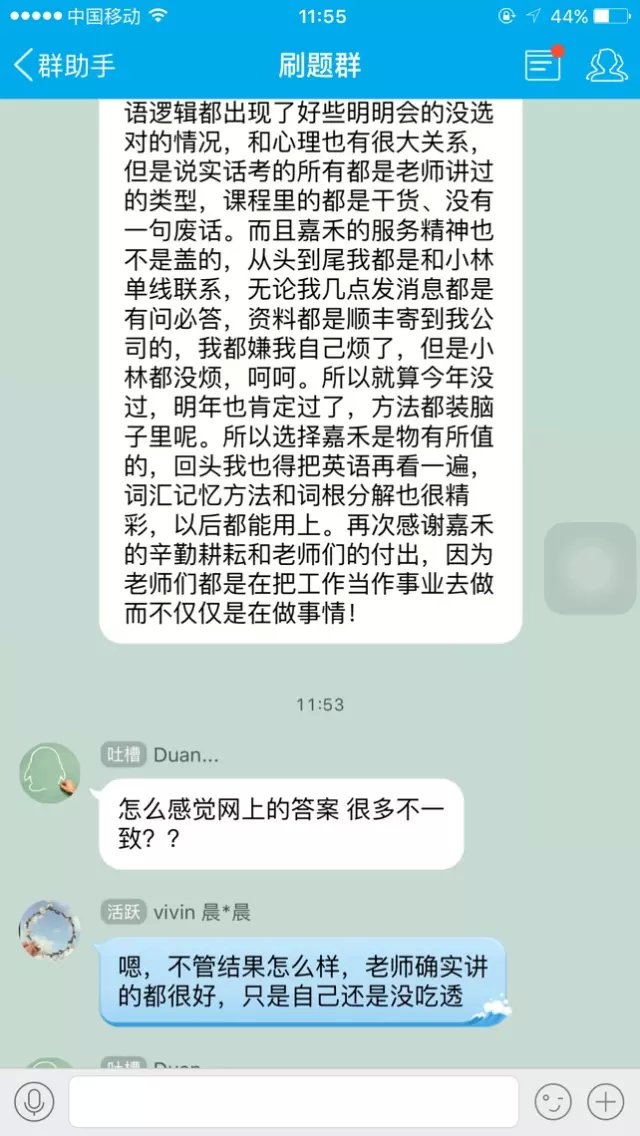 中国移动 11:55 44%
群助手 刷题群
语逻辑都出现了好些明明会的没选
对的情况，和心理也有很大关系，
但是说实话考的所有都是老师讲过
的类型，课程里的都是干货、没有
一句废话。而且嘉禾的服务精神也
不是盖的，从头到尾我都是和小林
单线联系，无论我几点发消息都是
有问必答，资料都是顺丰寄到我公
司的，我都嫌我自己烦了，但是小
林都没烦，呵呵。所以就算今年没
过，明年也肯定过了，方法都装脑
子里呢。所以选择嘉禾是物有所值
的，回头我也得把英语再看一遍，
词汇记忆方法和词根分解也很精
彩，以后都能用上。再次感谢嘉禾
的辛勤耕耘和老师们的付出，因为
老师们都是在把工作当作事业去做
而不仅仅是在做事情！
11:53
吐槽 Duan...
怎么感觉网上的答案 很多不一
致？？
活跃 vivin 晨*晨
嗯，不管结果怎么样，老师确实讲
的都很好，只是自己还是没吃透